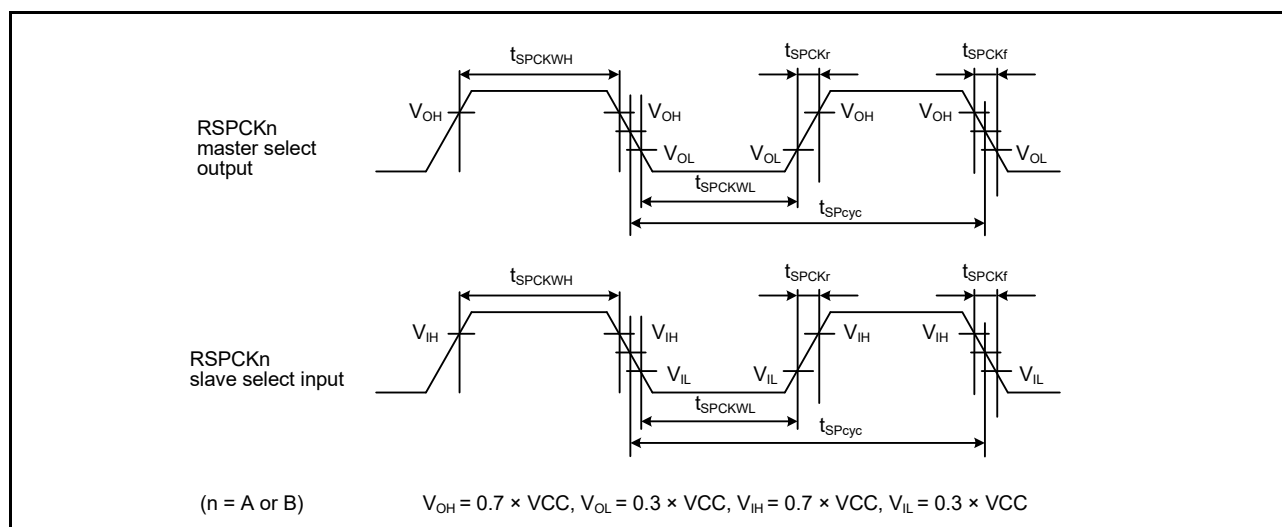 tSPCKWH
tSPCKr
tSPCKf
VOH
VOH
VOH
VOH
RSPCKn
master select
output
VOL
VOL
VOL
tSPCKWL
tSPcyc
tSPCKWH
tSPCKr
tSPCKf
VIH
VIH
VIH
VIH
RSPCKn
slave select input
VIL
VIL
VIL
tSPCKWL
tSPcyc
(n = A or B)
VOH = 0.7 × VCC, VOL = 0.3 × VCC, VIH = 0.7 × VCC, VIL = 0.3 × VCC